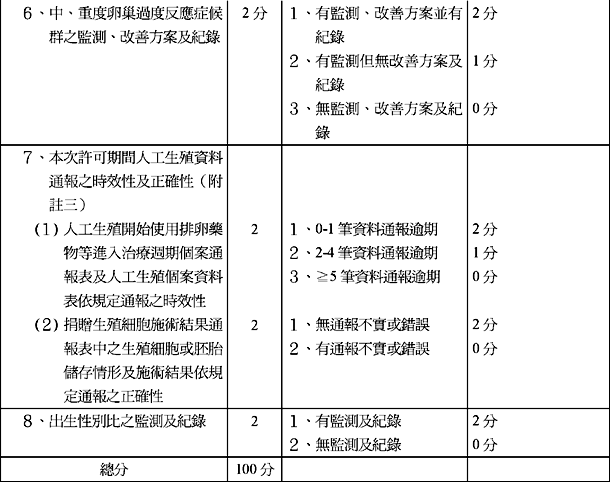 6、中、重度卵巢過度反應症候 2分 1、有監測、改善方案並有 2分
群之監測、改善方案及紀錄 紀錄
2、有監測但無改善方案及 1分
紀錄
3、無監測、改善方案及紀 0分
錄
7、本次許可期間人工生殖資料
通報之時效性及正確性（附
註三）
(1)人工生殖開始使用排卵藥 2 1、0-1 筆資料通報逾期 2分
物等進入治療週期個案通 2、2-4 筆資料通報逾期 1分
報表及人工生殖個案資料 3、≧5 筆資料通報逾期 0分
表依規定通報之時效性
(2)捐贈生殖細胞施術結果通 2 1、無通報不實或錯誤 2分
報表中之生殖細胞或胚胎 2、有通報不實或錯誤 0分
儲存情形及施術結果依規
定通報之正確性
8、出生性別比之監測及紀錄 2 1、有監測及紀錄 2分
2、無監測及紀錄 0分
總分 100分